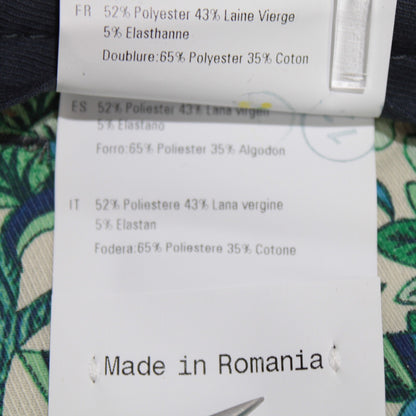 FR 52% Polyester 43% Laine Vierge
5% Elasthanne
Doublure:65% Polyester 35% Coton
ES 52% Poliester 43% Lana virgen
5% Elastano
Forro:65% Poliester 35% Algodon
IT 52% Poliestere 43% Lana vergine
5% Elastan
Fodera:65% Poliestere 35% Cotone
Made in Romania